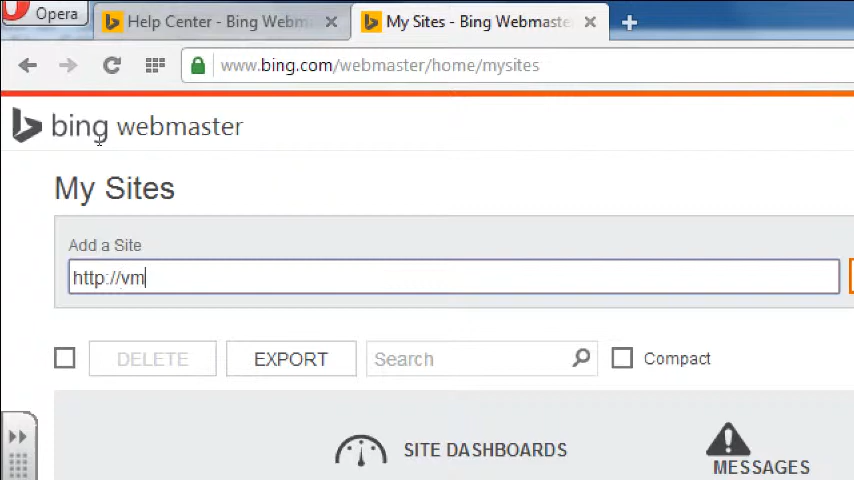 Opera
Help Center - Bing Webm
My Sites - Bing Webmaste
www.bing.com/webmaster/home/mysites
bing webmaster
My Sites
Add a Site
http://vm
DELETE
EXPORT
Search
Compact
SITE DASHBOARDS
MESSAGES